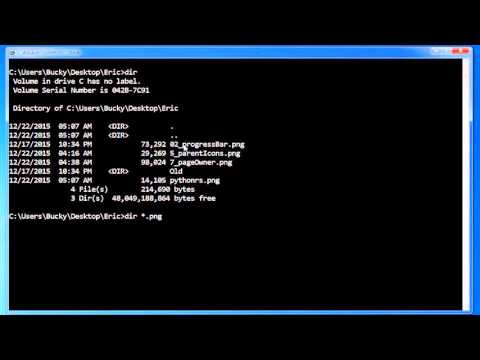 C:\Users\Bucky\Desktop\Eric>dir
Volume in drive C has no label.
Volume Serial Number is 042B-7C91
Directory of C:\Users\Bucky\Desktop\Eric
12/22/2015 05:07 AM <DIR> .
12/22/2015 05:07 AM <DIR> ..
12/17/2015 10:34 PM 73,292 02_progressBar.png
12/22/2015 04:16 AM 29,269 5_parentIcons.png
12/22/2015 04:38 AM 98,024 7_pageOwner.png
12/17/2015 10:34 PM <DIR> Old
12/22/2015 05:07 AM 14,105 pythonrs.png
4 File(s) 214,690 bytes
3 Dir(s) 48,049,188,864 bytes free
C:\Users\Bucky\Desktop\Eric>dir *.png